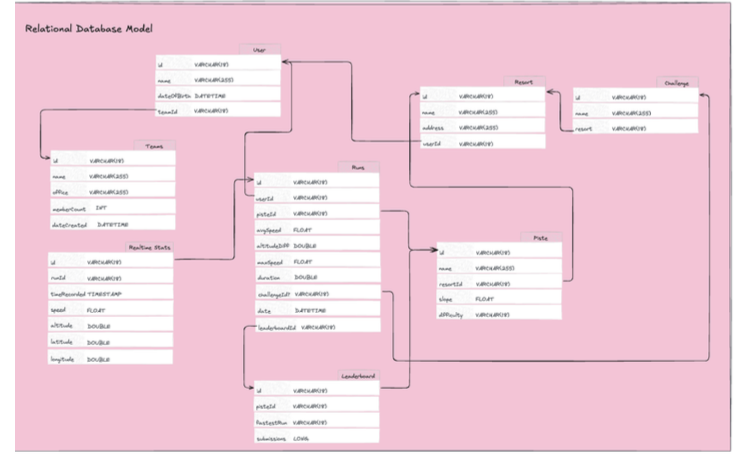 Relational Database Model
User
id VARCHAR(18)
name VARCHAR(255)
dateOfBirth DATETIME
teamId VARCHAR(18)
Teams
id VARCHAR(18)
name VARCHAR(255)
office VARCHAR(255)
memberCount INT
dateCreated DATETIME
Realtime Stats
id VARCHAR(18)
runId VARCHAR(18)
timeRecorded TIMESTAMP
speed FLOAT
altitude DOUBLE
latitude DOUBLE
longitude DOUBLE
Runs
id VARCHAR(18)
userId VARCHAR(18)
pisteId VARCHAR(18)
avgSpeed FLOAT
altitudeDiff DOUBLE
maxSpeed FLOAT
duration DOUBLE
challengeId? VARCHAR(18)
date DATETIME
leaderboardId VARCHAR(18)
Leaderboard
id VARCHAR(18)
pisteId VARCHAR(18)
fastestRun VARCHAR(18)
submissions LONG
Resort
id VARCHAR(18)
name VARCHAR(255)
address VARCHAR(255)
userId VARCHAR(18)
Challenge
id VARCHAR(18)
name VARCHAR(255)
resort VARCHAR(18)
Piste
id VARCHAR(18)
name VARCHAR(255)
resortId VARCHAR(18)
slope FLOAT
difficulty VARCHAR(18)